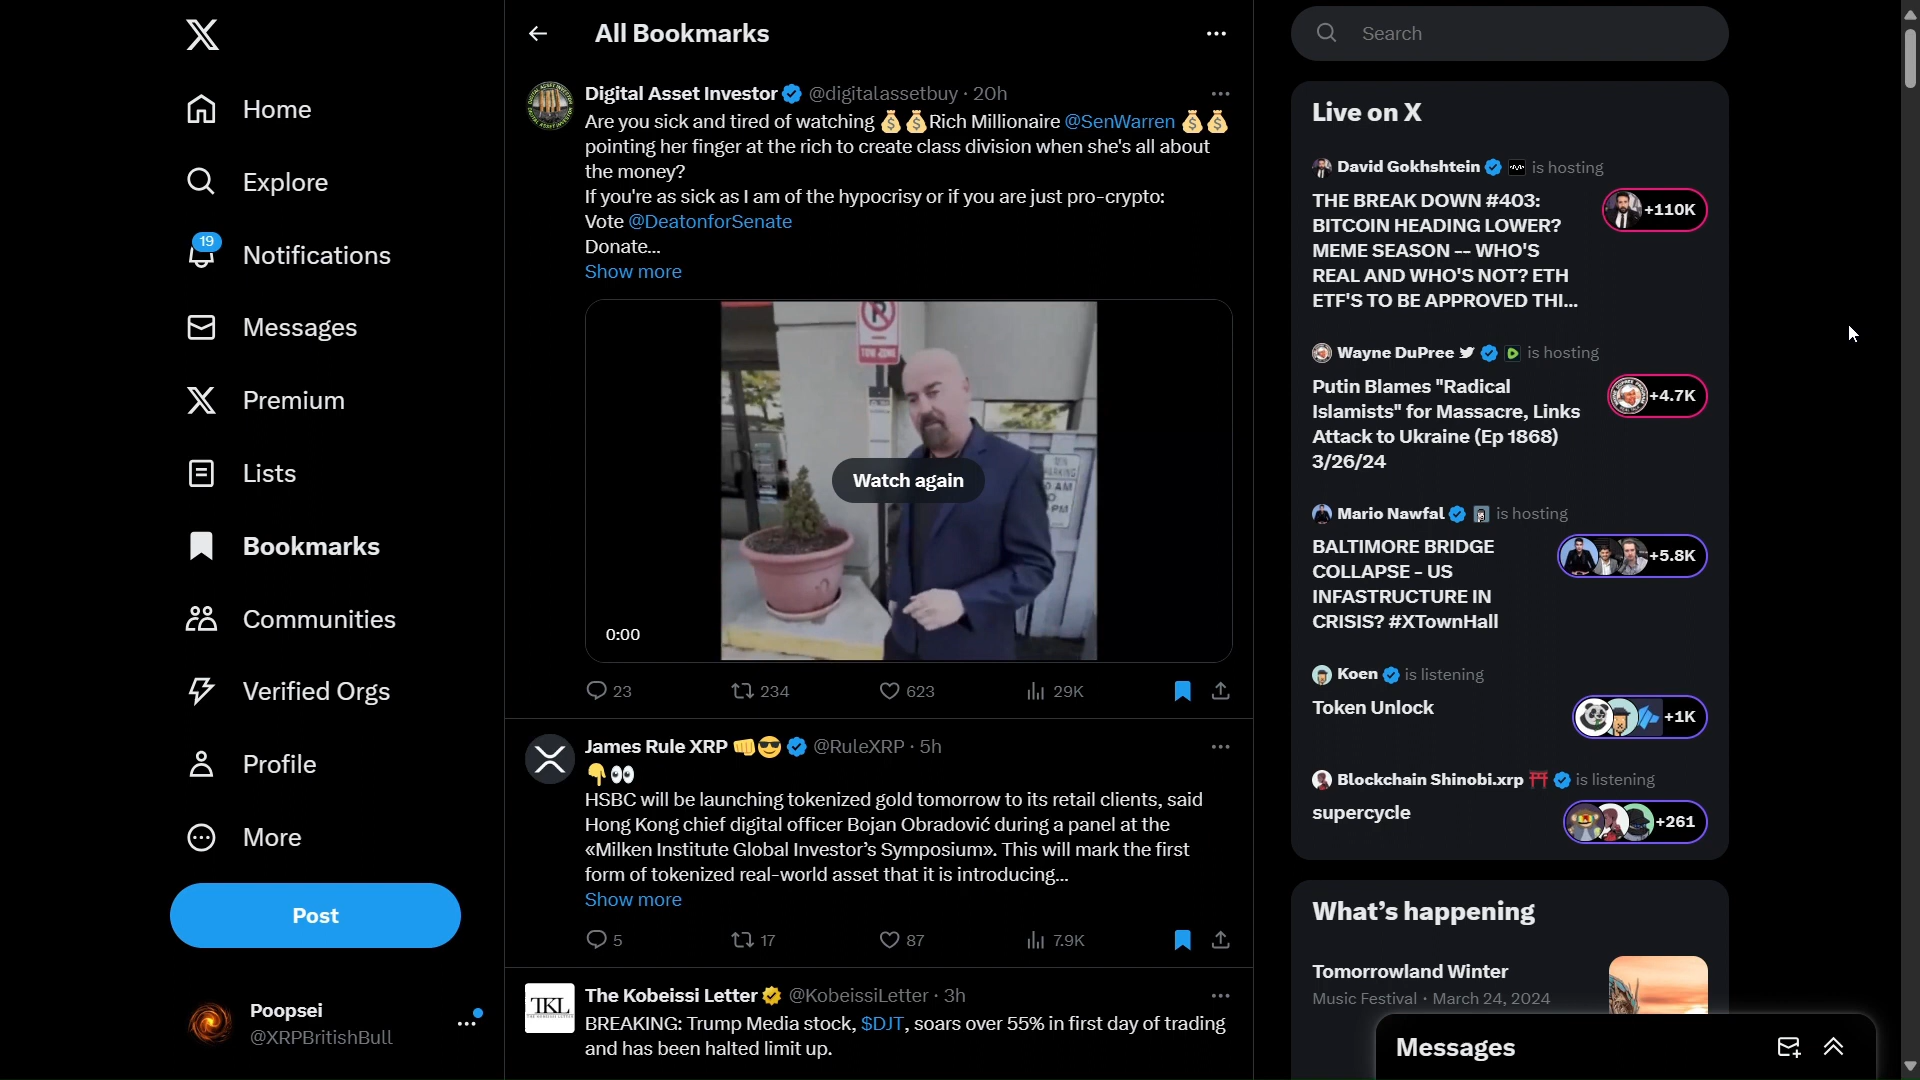 Home
Explore
19
Notifications
Messages
Premium
Lists
Bookmarks
Communities
Verified Orgs
Profile
More
Post
Poopsei
@XRPBritishBull
All Bookmarks
Digital Asset Investor @digitalassetbuy · 20h
Are you sick and tired of watching 💰💰Rich Millionaire @SenWarren 💰💰
pointing her finger at the rich to create class division when she's all about
the money?
If you're as sick as I am of the hypocrisy or if you are just pro-crypto:
Vote @DeatonforSenate
Donate...
Show more
TOW ZONE
Watch again
0:00
23 234 623 29K
James Rule XRP 👊😎 @RuleXRP · 5h
👇👀
HSBC will be launching tokenized gold tomorrow to its retail clients, said
Hong Kong chief digital officer Bojan Obradović during a panel at the
«Milken Institute Global Investor's Symposium». This will mark the first
form of tokenized real-world asset that it is introducing...
Show more
5 17 87 7.9K
TKL
The Kobeissi Letter @KobeissiLetter · 3h
BREAKING: Trump Media stock, $DJT, soars over 55% in first day of trading
and has been halted limit up.
Search
Live on X
David Gokhshtein is hosting
THE BREAK DOWN #403:
BITCOIN HEADING LOWER?
MEME SEASON -- WHO'S
REAL AND WHO'S NOT? ETH
ETF'S TO BE APPROVED THI...
+110K
Wayne DuPree is hosting
Putin Blames "Radical
Islamists" for Massacre, Links
Attack to Ukraine (Ep 1868)
3/26/24
+4.7K
Mario Nawfal is hosting
BALTIMORE BRIDGE
COLLAPSE - US
INFASTRUCTURE IN
CRISIS? #XTownHall
+5.8K
Koen is listening
Token Unlock
+1K
Blockchain Shinobi.xrp ⛩ is listening
supercycle
+261
What's happening
Tomorrowland Winter
Music Festival · March 24, 2024
Messages